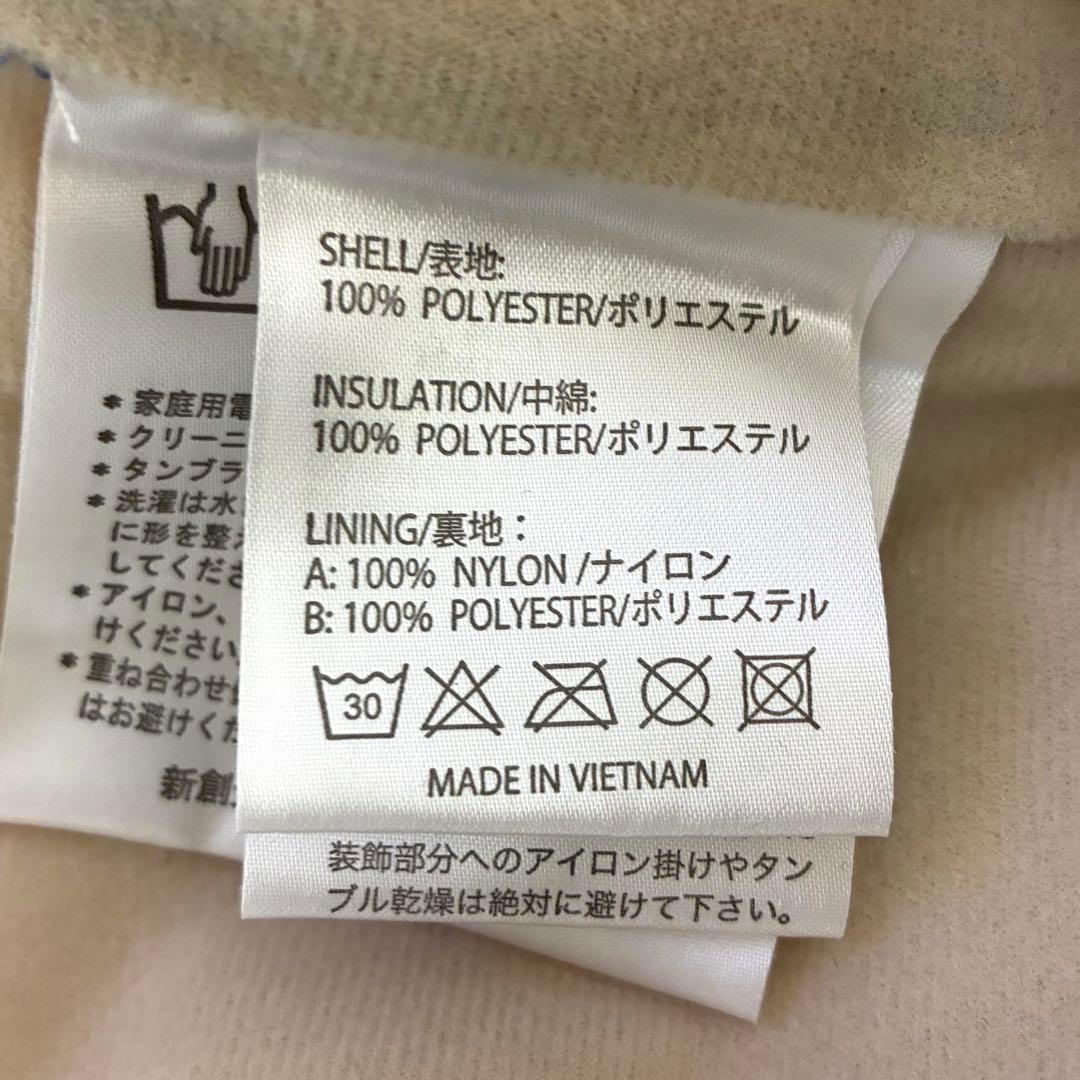 SHELL/表地:
100% POLYESTER/ポリエステル
INSULATION/中綿:
100% POLYESTER/ポリエステル
LINING/裏地：
A: 100% NYLON /ナイロン
B: 100% POLYESTER/ポリエステル
30
MADE IN VIETNAM
装飾部分へのアイロン掛けやタン
ブル乾燥は絶対に避けて下さい。
* 家庭用電
* クリーニ
* タンブラ
* 洗濯は水
に形を整え
してくださ
* アイロン、
けください
* 重ね合わせ
はお避けくだ
新創